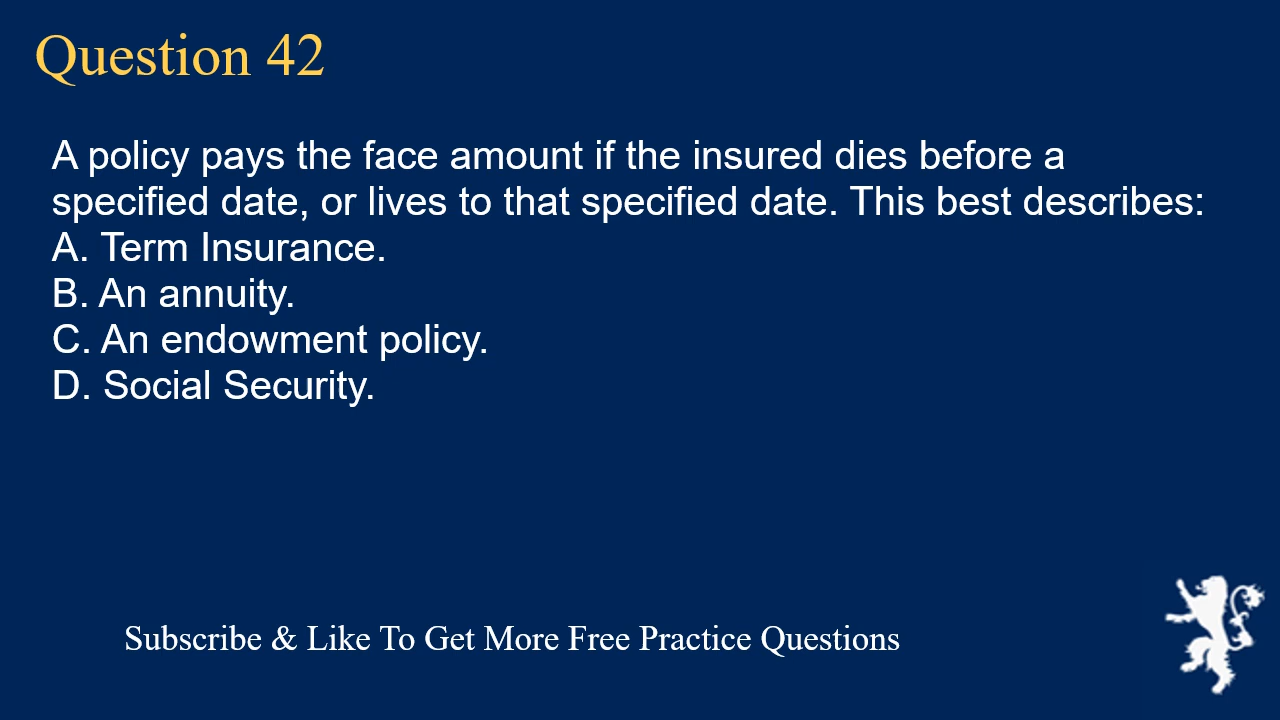 Question 42
A policy pays the face amount if the insured dies before a
specified date, or lives to that specified date. This best describes:
A. Term Insurance.
B. An annuity.
C. An endowment policy.
D. Social Security.
Subscribe & Like To Get More Free Practice Questions